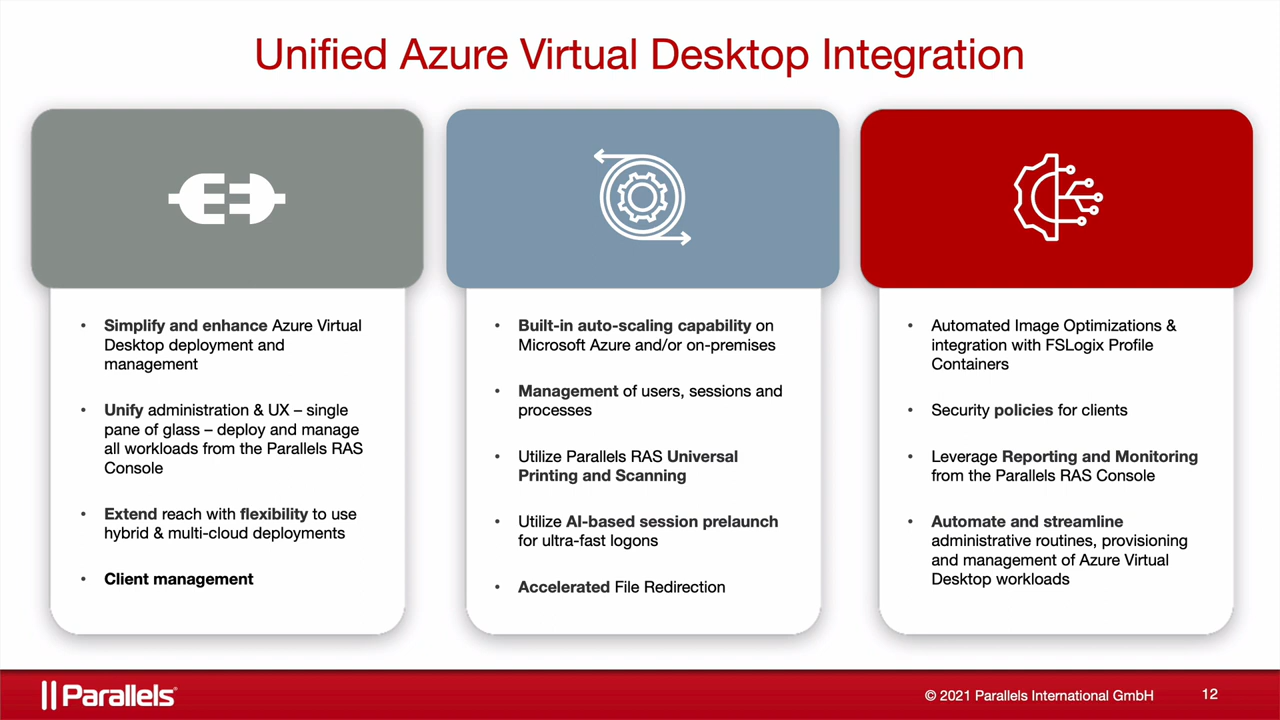 Unified Azure Virtual Desktop Integration
• Simplify and enhance Azure Virtual
Desktop deployment and
management
• Unify administration & UX – single
pane of glass – deploy and manage
all workloads from the Parallels RAS
Console
• Extend reach with flexibility to use
hybrid & multi-cloud deployments
• Client management
• Built-in auto-scaling capability on
Microsoft Azure and/or on-premises
• Management of users, sessions and
processes
• Utilize Parallels RAS Universal
Printing and Scanning
• Utilize AI-based session prelaunch
for ultra-fast logons
• Accelerated File Redirection
• Automated Image Optimizations &
integration with FSLogix Profile
Containers
• Security policies for clients
• Leverage Reporting and Monitoring
from the Parallels RAS Console
• Automate and streamline
administrative routines, provisioning
and management of Azure Virtual
Desktop workloads
Parallels®
© 2021 Parallels International GmbH
12